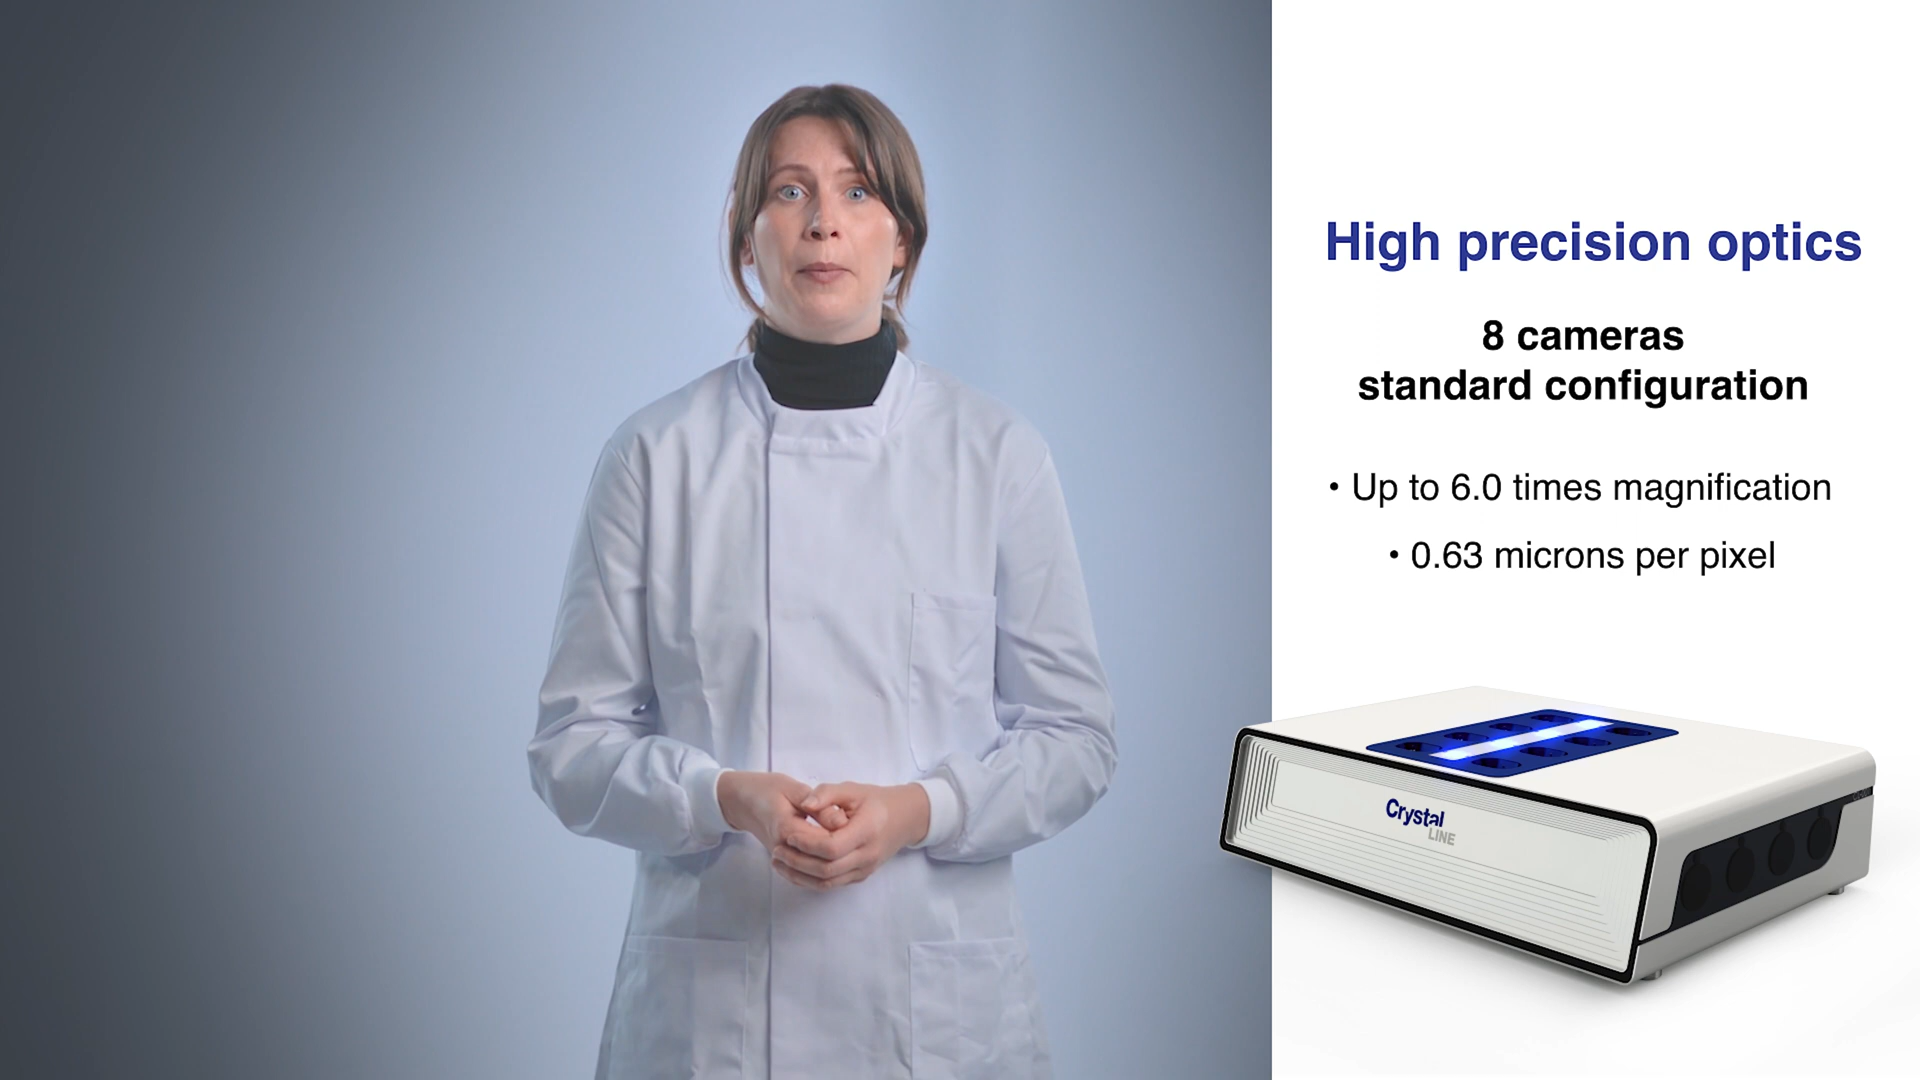 High precision optics
8 cameras
standard configuration
• Up to 6.0 times magnification
• 0.63 microns per pixel
Crystal
LINE